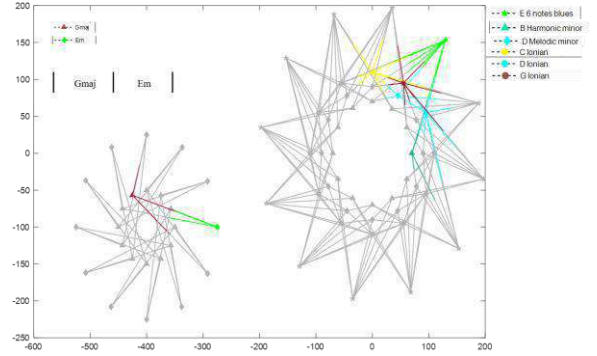 200
150
100
50
0
-50
-100
-150
-200
-250
-600
-500
-400
-300
-200
-100
0
100
200
Gmaj
Em
Gmaj Em
E 6 notes blues
B Harmonic minor
D Melodic minor
C Ionian
D Ionian
G Ionian